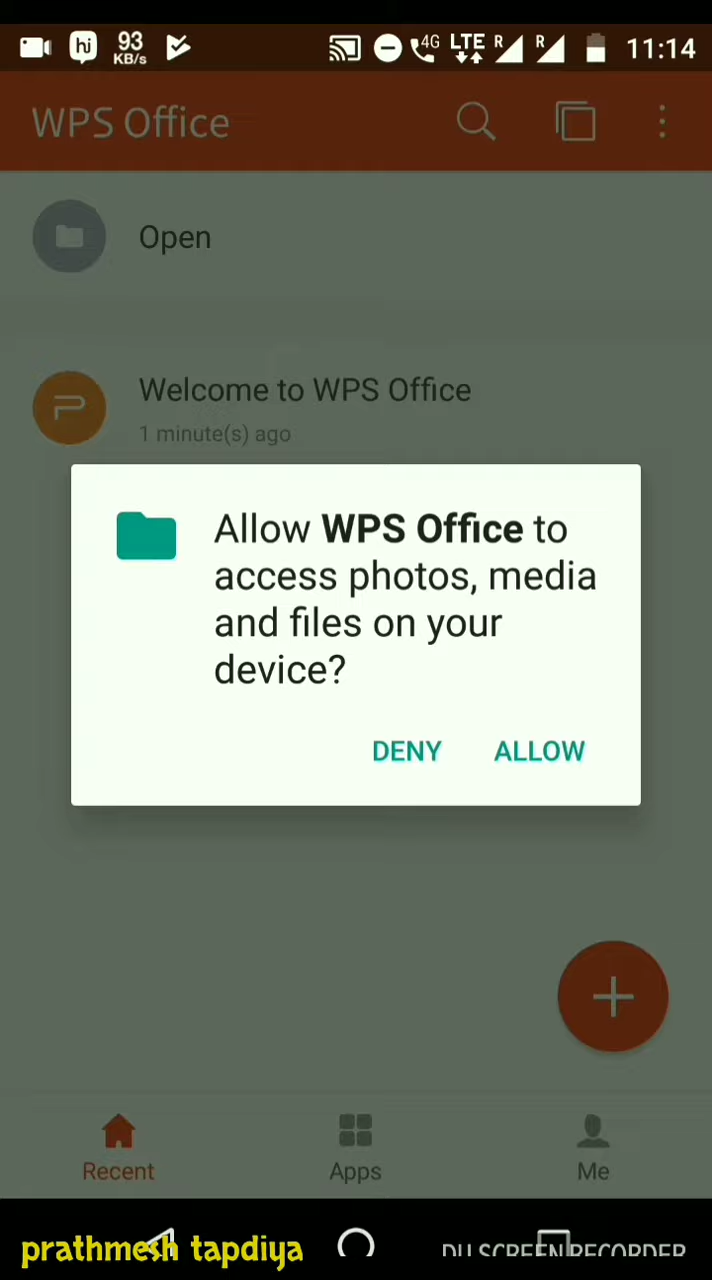 hi
93
KB/s
4G
LTE
R
R
11:14
WPS Office
Open
Welcome to WPS Office
1 minute(s) ago
Allow WPS Office to
access photos, media
and files on your
device?
DENY
ALLOW
Recent
Apps
Me
prathmesh tapdiya
DU SCREEN RECORDER